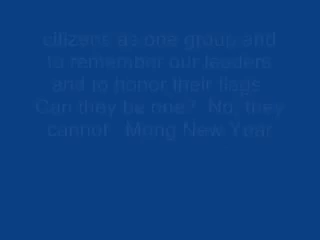 citizens as one group and
to remember our leaders
and to honor their flags.
Can they be one? No, they
cannot. Mong New Year